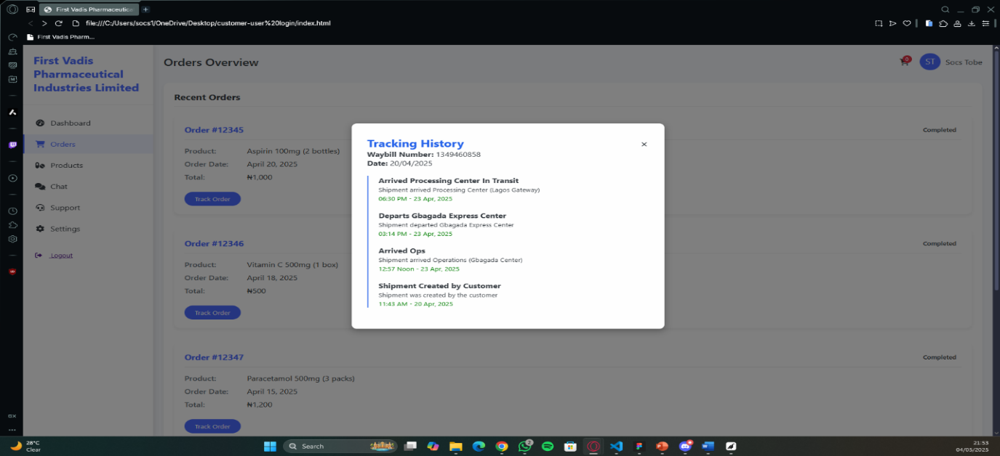 First Vadis Pharmaceutical
file:///C:/Users/socs1/OneDrive/Desktop/customer-user%20login/index.html
First Vadis Pharm...
First Vadis
Pharmaceutical
Industries Limited
Dashboard
Orders
Products
Chat
Support
Settings
Logout
Orders Overview
0
ST
Socs Tobe
Recent Orders
Order #12345
Completed
Product: Aspirin 100mg (2 bottles)
Order Date: April 20, 2025
Total: ₦1,000
Track Order
Order #12346
Completed
Product: Vitamin C 500mg (1 box)
Order Date: April 18, 2025
Total: ₦500
Track Order
Order #12347
Completed
Product: Paracetamol 500mg (3 packs)
Order Date: April 15, 2025
Total: ₦1,200
Track Order
Tracking History
×
Waybill Number: 1349460858
Date: 20/04/2025
Arrived Processing Center In Transit
Shipment arrived Processing Center (Lagos Gateway)
06:30 PM - 23 Apr, 2025
Departs Gbagada Express Center
Shipment departed Gbagada Express Center
03:14 PM - 23 Apr, 2025
Arrived Ops
Shipment arrived Operations (Gbagada Center)
12:57 Noon - 23 Apr, 2025
Shipment Created by Customer
Shipment was created by the customer
11:43 AM - 20 Apr, 2025
28°C
Clear
Search
2
21:53
04/05/2025